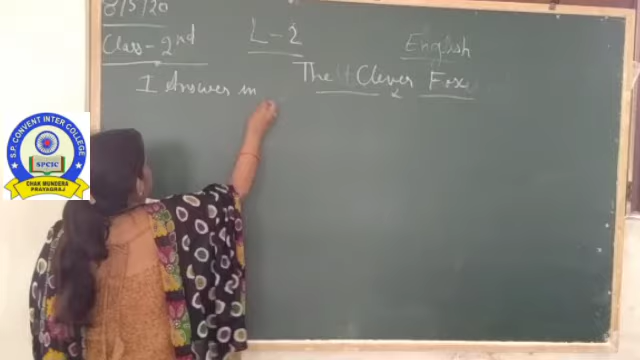 8/5/20
Class - 2nd
L - 2
English
The Clever Fox
I Answer in
S.P. CONVENT INTER COLLEGE
SPCIC
CHAK MUNDERA
PRAYAGRAJ